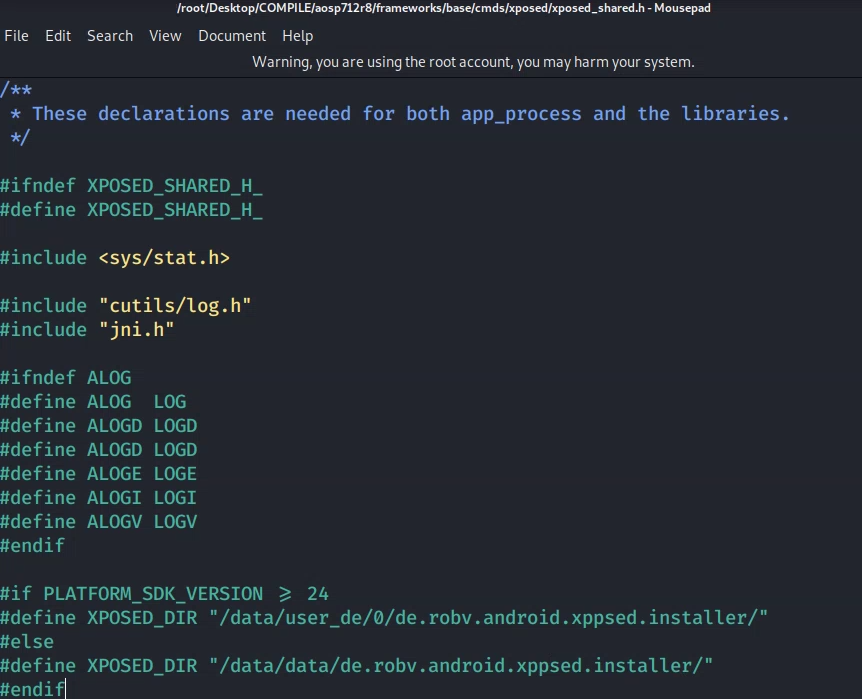 /root/Desktop/COMPILE/aosp712r8/frameworks/base/cmds/xposed/xposed_shared.h - Mousepad
File Edit Search View Document Help
Warning, you are using the root account, you may harm your system.
/**
 * These declarations are needed for both app_process and the libraries.
 */
#ifndef XPOSED_SHARED_H_
#define XPOSED_SHARED_H_
#include <sys/stat.h>
#include "cutils/log.h"
#include "jni.h"
#ifndef ALOG
#define ALOG  LOG
#define ALOGD LOGD
#define ALOGD LOGD
#define ALOGE LOGE
#define ALOGI LOGI
#define ALOGV LOGV
#endif
#if PLATFORM_SDK_VERSION >= 24
#define XPOSED_DIR "/data/user_de/0/de.robv.android.xppsed.installer/"
#else
#define XPOSED_DIR "/data/data/de.robv.android.xppsed.installer/"
#endif